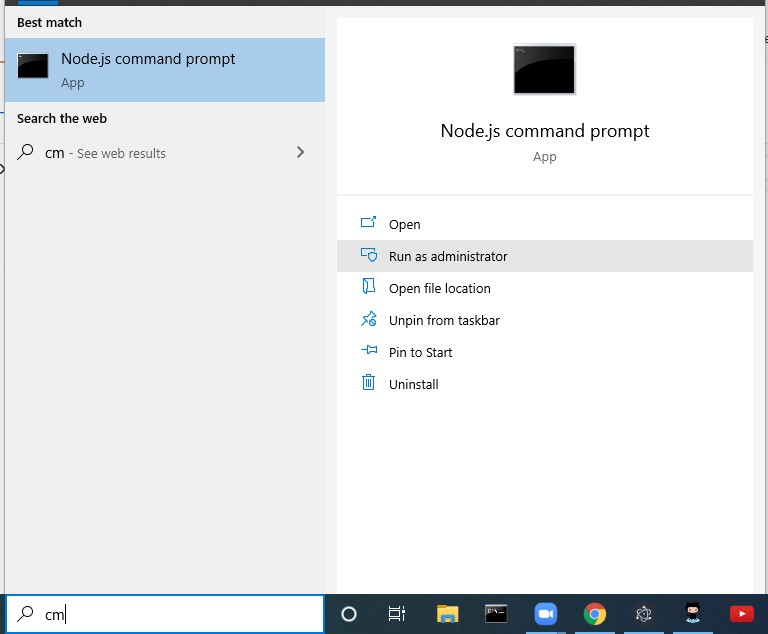 Best match
Node.js command prompt
App
Search the web
cm - See web results
Node.js command prompt
App
Open
Run as administrator
Open file location
Unpin from taskbar
Pin to Start
Uninstall
cm